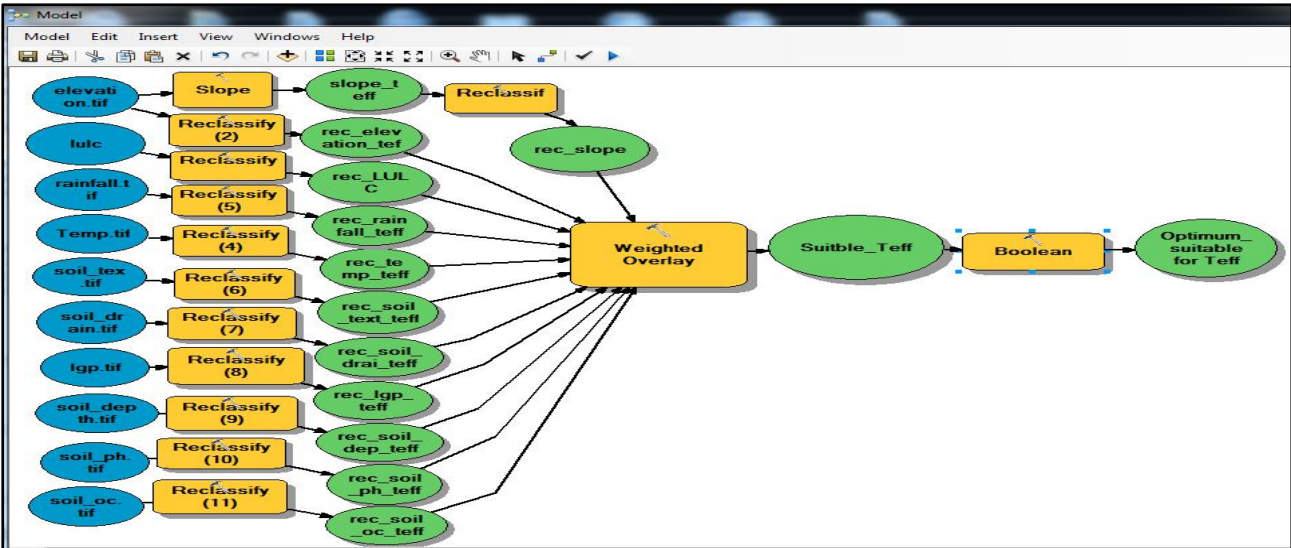 Model
Model Edit Insert View Windows Help
elevati
on.tif
Slope
slope_t
eff
Reclassif
Reclassify
(2)
rec_elev
ation_tef
rec_slope
lulc
Reclassify
rec_LUL
C
rainfall.t
if
Reclassify
(5)
rec_rain
fall_teff
Temp.tif
Reclassify
(4)
rec_te
mp_teff
soil_tex
.tif
Reclassify
(6)
rec_soil
_text_teff
soil_dr
ain.tif
Reclassify
(7)
rec_soil_
drai_teff
lgp.tif
Reclassify
(8)
rec_lgp_
teff
soil_dep
th.tif
Reclassify
(9)
rec_soil_
dep_teff
soil_ph.
tif
Reclassify
(10)
rec_soil
_ph_teff
soil_oc.
tif
Reclassify
(11)
rec_soil
_oc_teff
Weighted
Overlay
Suitble_Teff
Boolean
Optimum_
suitable
for Teff